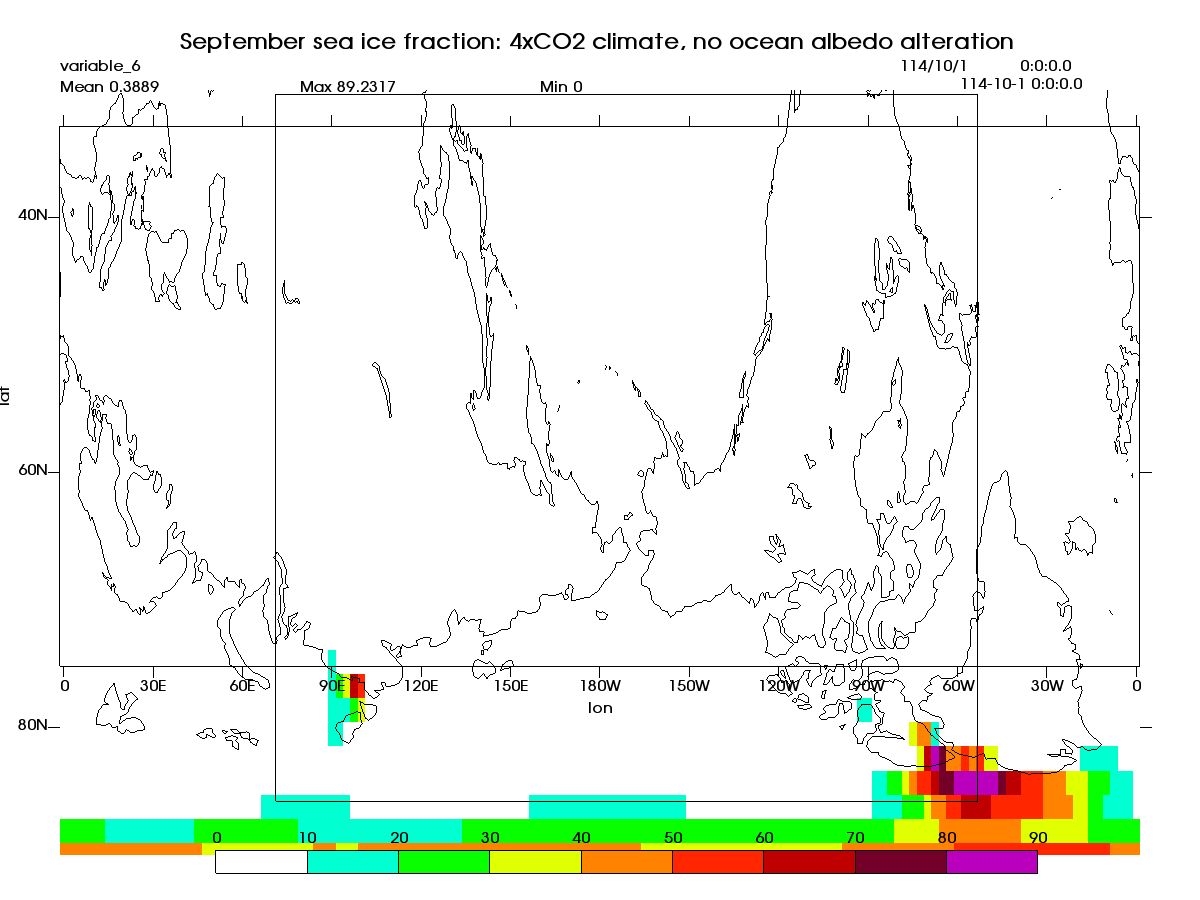 September sea ice fraction: 4xCO2 climate, no ocean albedo alteration
variable_6 114/10/1 0:0:0.0
Mean 0.3889 Max 89.2317 Min 0 114-10-1 0:0:0.0
40N
lat
60N
0 30E 60E 90E 120E 150E 180W 150W 120W 90W 60W 30W 0
lon
80N
0 10 20 30 40 50 60 70 80 90